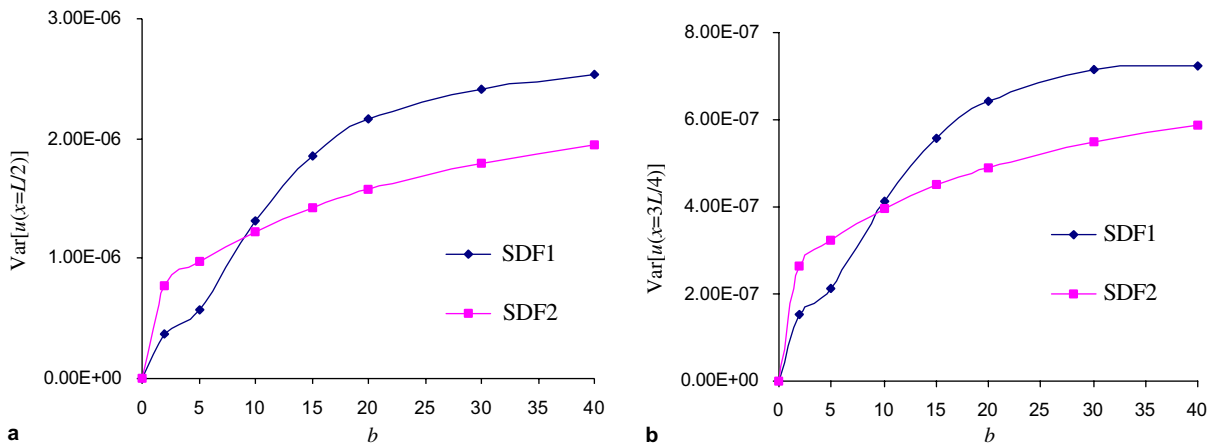 3.00E-06
2.00E-06
1.00E-06
0.00E+00
Var[u(x=L/2)]
SDF1
SDF2
0 5 10 15 20 25 30 35 40
b
a
8.00E-07
6.00E-07
4.00E-07
2.00E-07
0.00E+00
Var[u(x=3L/4)]
SDF1
SDF2
0 5 10 15 20 25 30 35 40
b
b